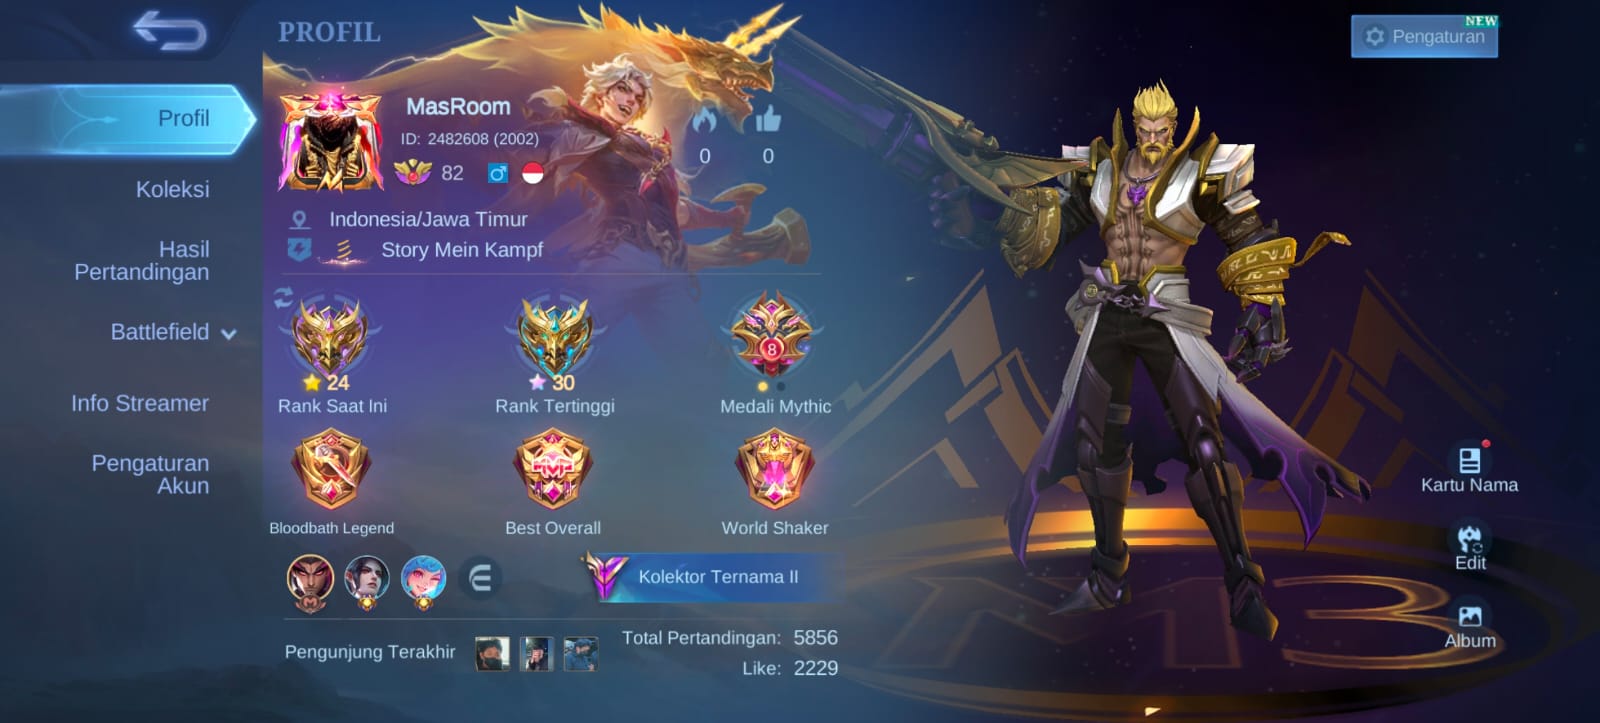 PROFIL
NEW
Pengaturan
Profil
MasRoom
ID: 2482608 (2002)
82
0
0
Koleksi
Indonesia/Jawa Timur
Story Mein Kampf
Hasil
Pertandingan
Battlefield
Info Streamer
Pengaturan
Akun
24
30
8
Rank Saat Ini
Rank Tertinggi
Medali Mythic
Bloodbath Legend
Best Overall
World Shaker
Kolektor Ternama II
Pengunjung Terakhir
Total Pertandingan: 5856
Like: 2229
Kartu Nama
Edit
Album
M3